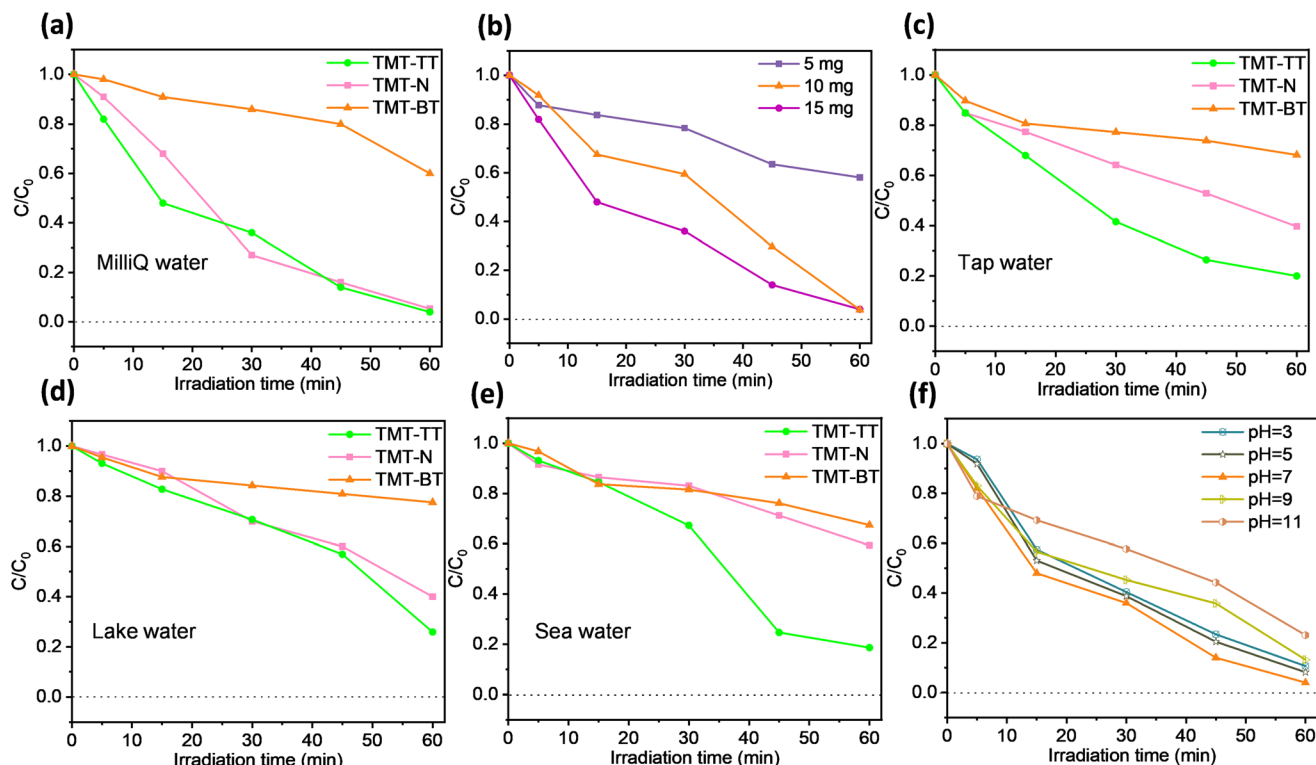 (a)
TMT-TT
TMT-N
TMT-BT
1.0
0.8
0.6
0.4
0.2
0.0
C/C0
MilliQ water
0 10 20 30 40 50 60
Irradiation time (min)
(b)
5 mg
10 mg
15 mg
1.0
0.8
0.6
0.4
0.2
0.0
C/C0
0 10 20 30 40 50 60
Irradiation time (min)
(c)
TMT-TT
TMT-N
TMT-BT
1.0
0.8
0.6
0.4
0.2
0.0
C/C0
Tap water
0 10 20 30 40 50 60
Irradiation time (min)
(d)
TMT-TT
TMT-N
TMT-BT
1.0
0.8
0.6
0.4
0.2
0.0
C/C0
Lake water
0 10 20 30 40 50 60
Irradiation time (min)
(e)
TMT-TT
TMT-N
TMT-BT
1.0
0.8
0.6
0.4
0.2
0.0
C/C0
Sea water
0 10 20 30 40 50 60
Irradiation time (min)
(f)
pH=3
pH=5
pH=7
pH=9
pH=11
1.0
0.8
0.6
0.4
0.2
0.0
C/C0
0 10 20 30 40 50 60
Irradiation time (min)